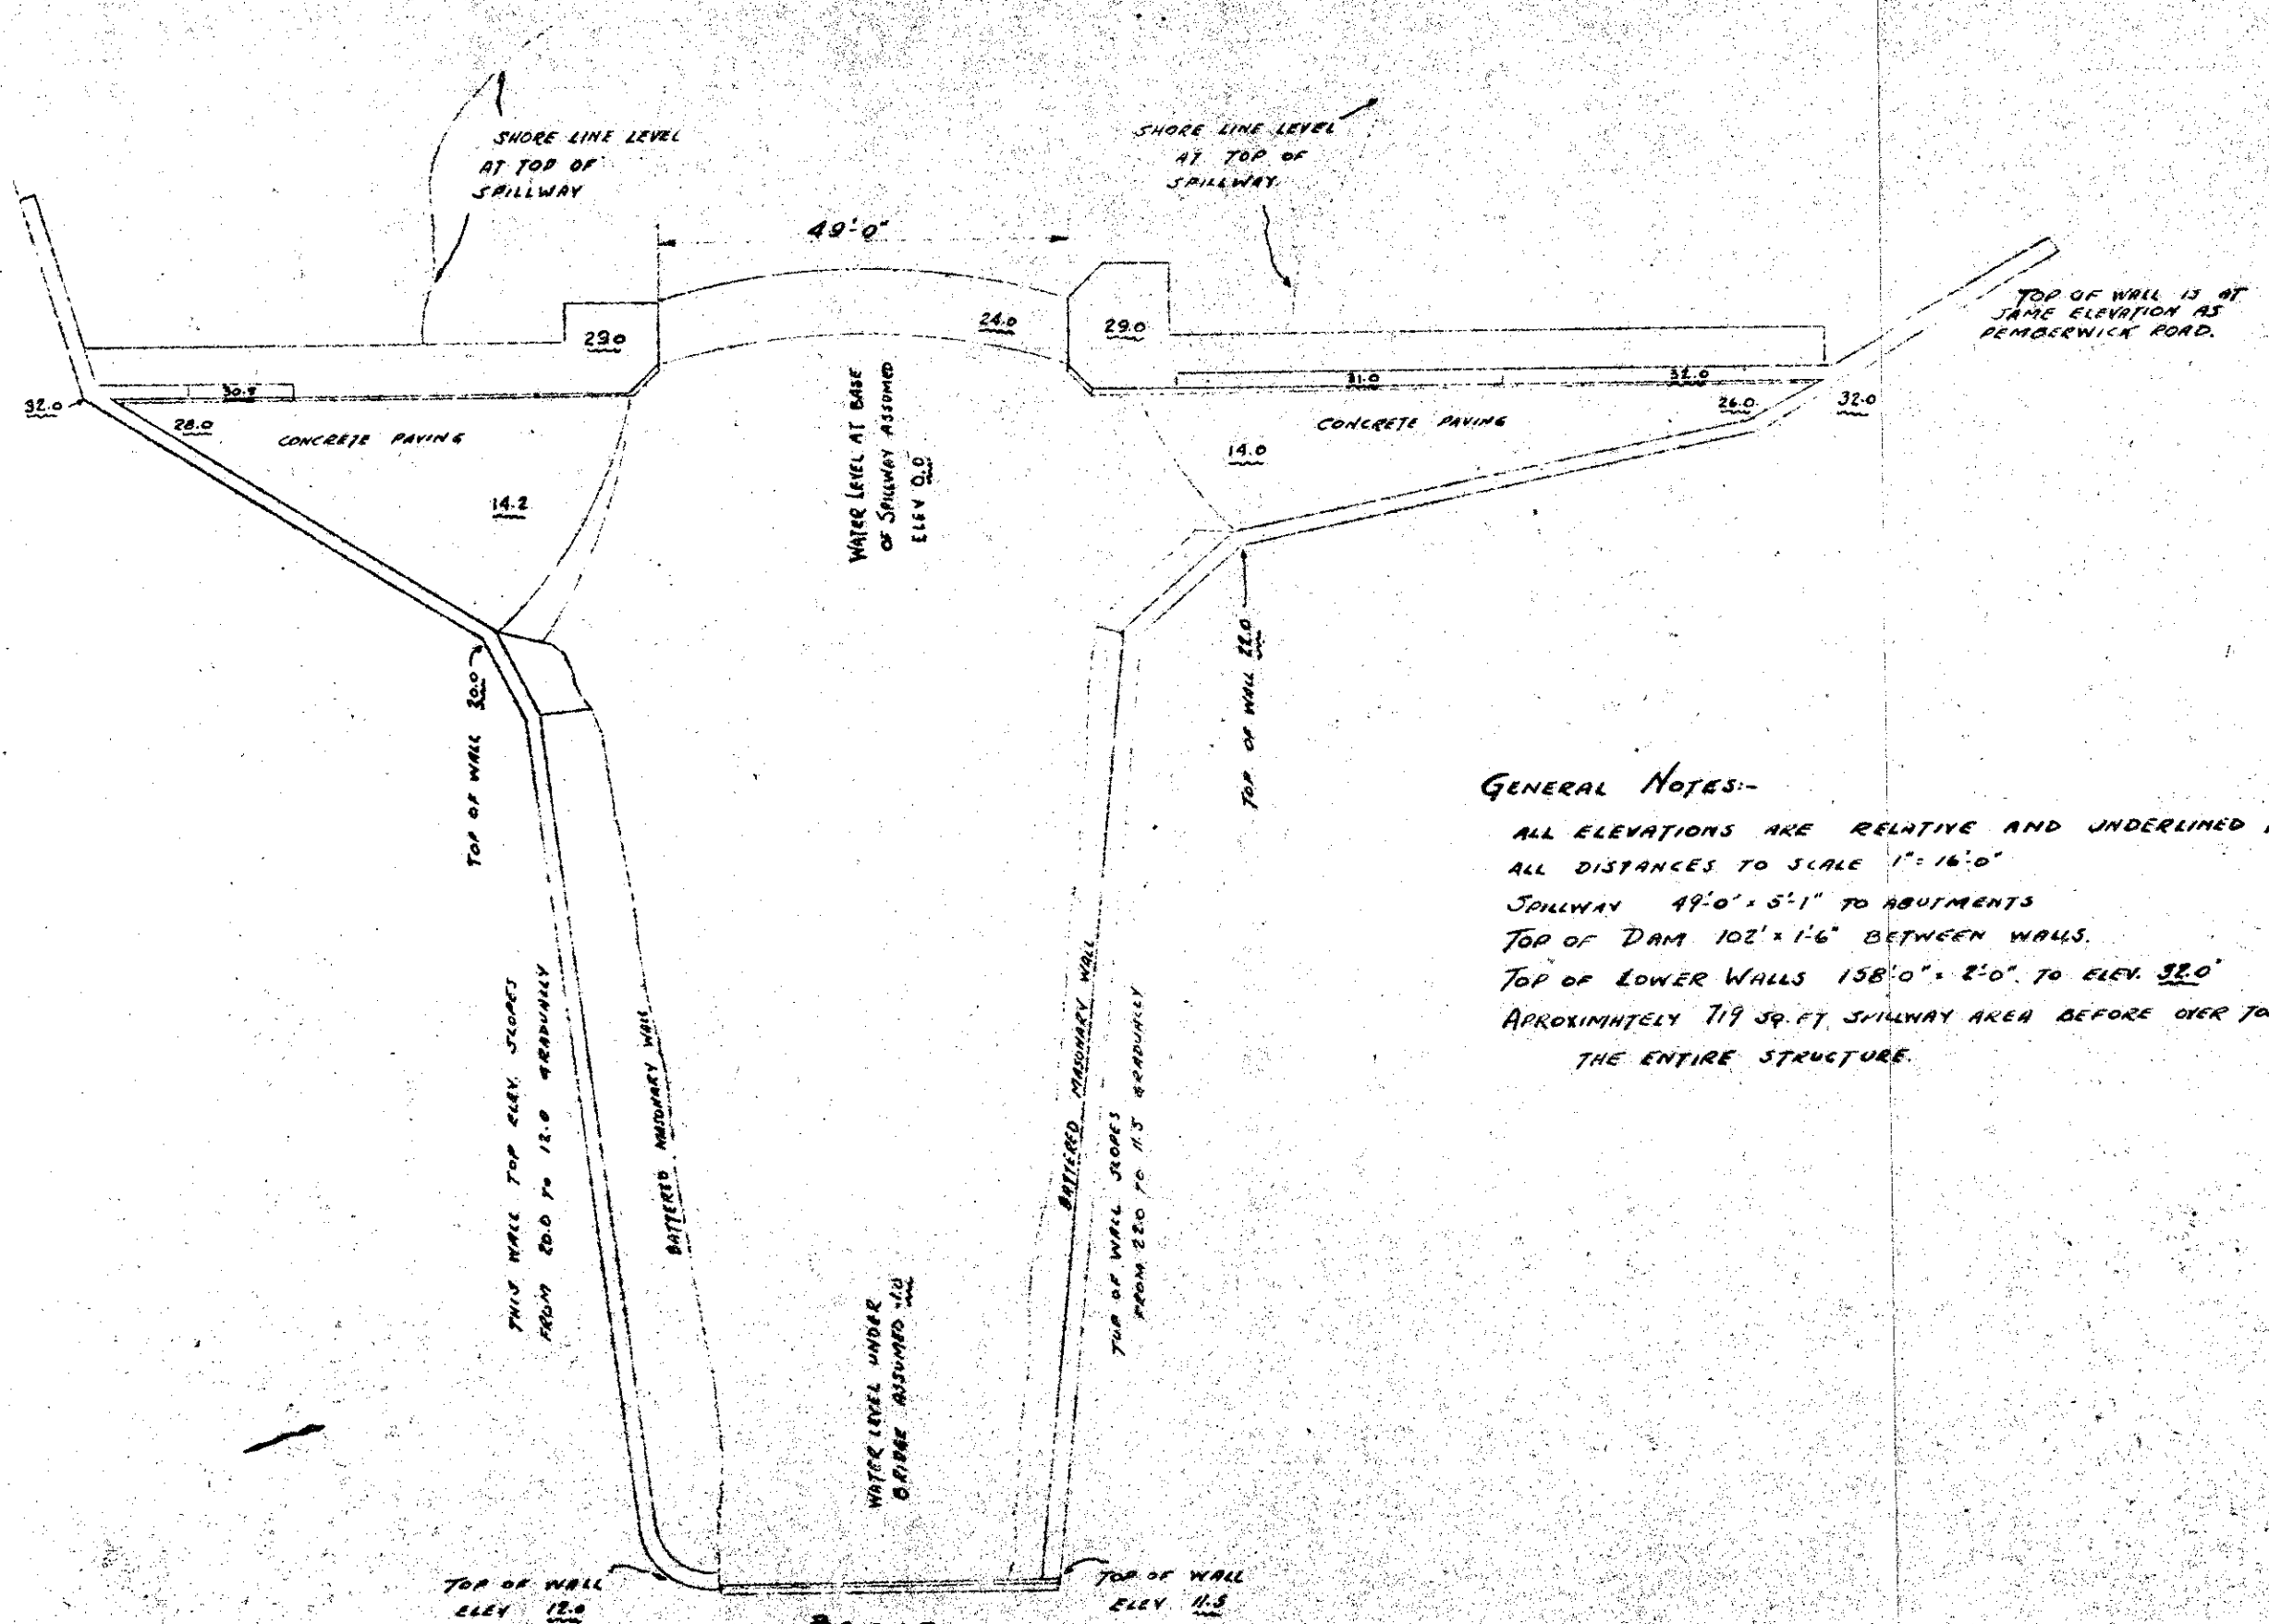 SHORE LINE LEVEL
AT TOP OF
SPILLWAY
SHORE LINE LEVEL
AT TOP OF
SPILLWAY
49'-0"
TOP OF WALL IS AT
SAME ELEVATION AS
PEMBERWICK ROAD.
29.0
24.0
29.0
32.0
30.5
28.0
CONCRETE PAVING
14.2
WATER LEVEL AT BASE
OF SPILLWAY ASSUMED
ELEV 0.0
31.0
32.0
26.0
32.0
CONCRETE PAVING
14.0
TOP OF WALL 20.0
TOP OF WALL 22.0
GENERAL NOTES:-
ALL ELEVATIONS ARE RELATIVE AND UNDERLINED
ALL DISTANCES TO SCALE 1"= 16'-0"
SPILLWAY 49'-0" x 5'-1" TO ABUTMENTS
TOP OF DAM 102' x 1'-6" BETWEEN WALLS.
TOP OF LOWER WALLS 158'-0" x 2'-0" TO ELEV. 32.0'
APROXIMATELY 719 SQ. FT SPILLWAY AREA BEFORE OVER TO
THE ENTIRE STRUCTURE.
THIS WALL TOP ELEV. SLOPES
FROM 20.0 TO 12.0 GRADUALLY
BATTERED MASONARY WALL
BATTERED MASONARY WALL
TOP OF WALL SLOPES
FROM 22.0 TO 11.5 GRADUALLY
WATER LEVEL UNDER
BRIDGE ASSUMED -1.0
TOP OF WALL
ELEV 12.0
TOP OF WALL
ELEV 11.5